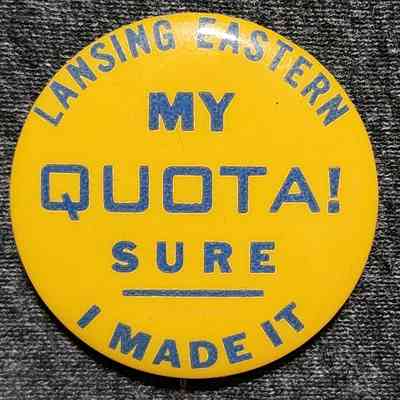 LANSING EASTERN
MY
QUOTA!
SURE
I MADE IT